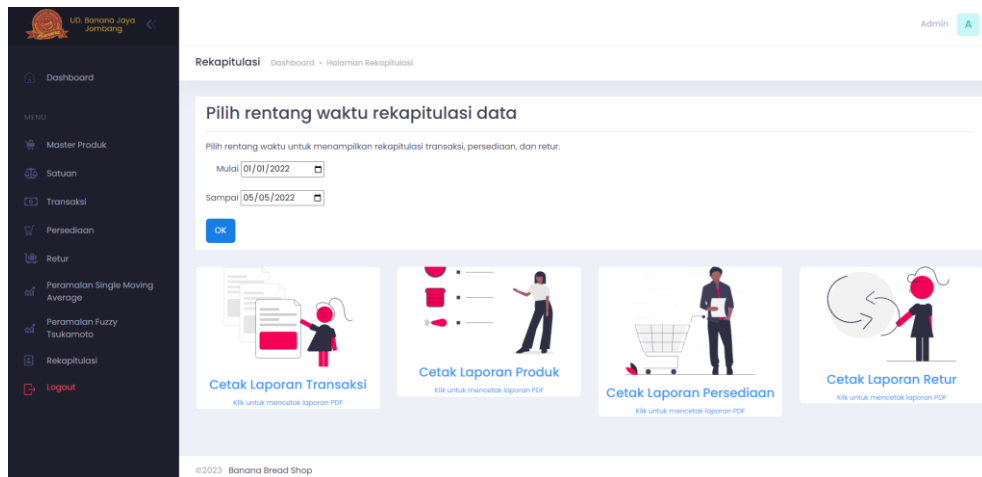 UD. Banana Jaya
Jombang
Admin
A
Rekapitulasi Dashboard • Halaman Rekapitulasi
Dashboard
MENU
Master Produk
Satuan
Transaksi
Persediaan
Retur
Peramalan Single Moving
Average
Peramalan Fuzzy
Tsukamoto
Rekapitulasi
Logout
Pilih rentang waktu rekapitulasi data
Pilih rentang waktu untuk menampilkan rekapitulasi transaksi, persediaan, dan retur.
Mulai 01/01/2022
Sampai 05/05/2022
OK
Cetak Laporan Transaksi
Klik untuk mencetak laporan PDF
Cetak Laporan Produk
Klik untuk mencetak laporan PDF
Cetak Laporan Persediaan
Klik untuk mencetak laporan PDF
Cetak Laporan Retur
Klik untuk mencetak laporan PDF
©2023 Banana Bread Shop